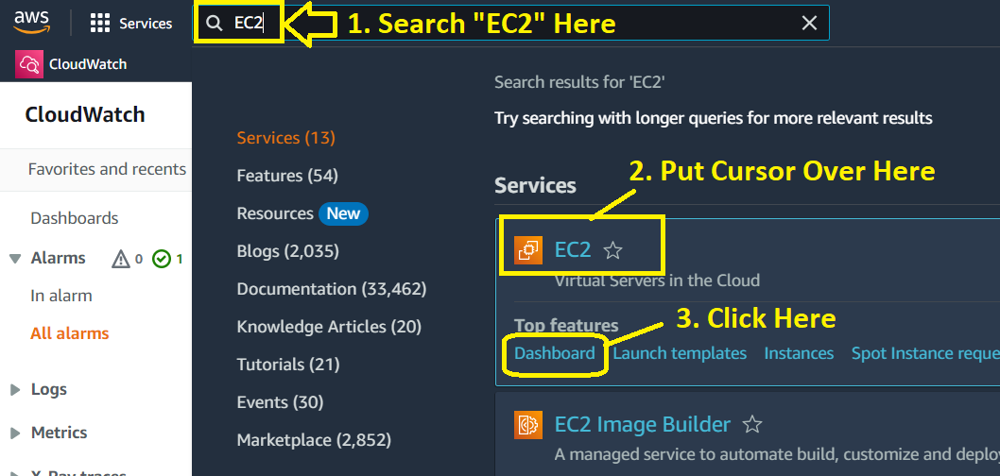 aws
Services
EC2
1. Search "EC2" Here
CloudWatch
CloudWatch
Favorites and recents
Dashboards
Alarms 0 1
In alarm
All alarms
Logs
Metrics
X-Ray traces
Services (13)
Features (54)
Resources New
Blogs (2,035)
Documentation (33,462)
Knowledge Articles (20)
Tutorials (21)
Events (30)
Marketplace (2,852)
Search results for 'EC2'
Try searching with longer queries for more relevant results
2. Put Cursor Over Here
Services
EC2
Virtual Servers in the Cloud
3. Click Here
Top features
Dashboard Launch templates Instances Spot Instance reque
EC2 Image Builder
A managed service to automate build, customize and deplo